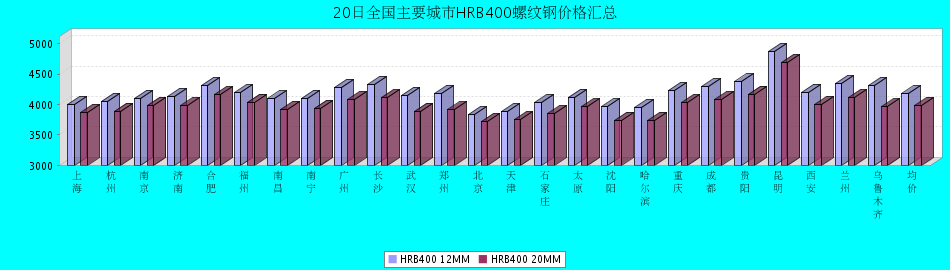 20日全国主要城市HRB400螺纹钢价格汇总
5000
4500
4000
3500
3000
上海
杭州
南京
济南
合肥
福州
南昌
南宁
广州
长沙
武汉
郑州
北京
天津
石家庄
太原
沈阳
哈尔滨
重庆
成都
贵阳
昆明
西安
兰州
乌鲁木齐
均价
HRB400 12MM
HRB400 20MM